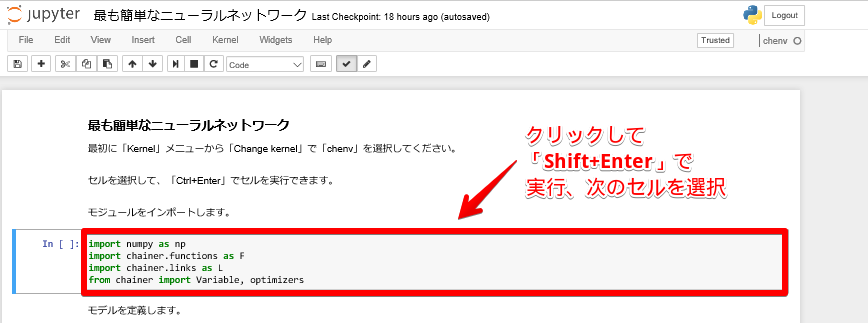 jupyter 最も簡単なニューラルネットワーク Last Checkpoint: 18 hours ago (autosaved)
Logout
File Edit View Insert Cell Kernel Widgets Help Trusted chenv
Code
最も簡単なニューラルネットワーク
最初に「Kernel」メニューから「Change kernel」で「chenv」を選択してください。
クリックして
「Shift+Enter」で
実行、次のセルを選択
セルを選択して、「Ctrl+Enter」でセルを実行できます。
モジュールをインポートします。
In [ ]: import numpy as np
import chainer.functions as F
import chainer.links as L
from chainer import Variable, optimizers
モデルを定義します。